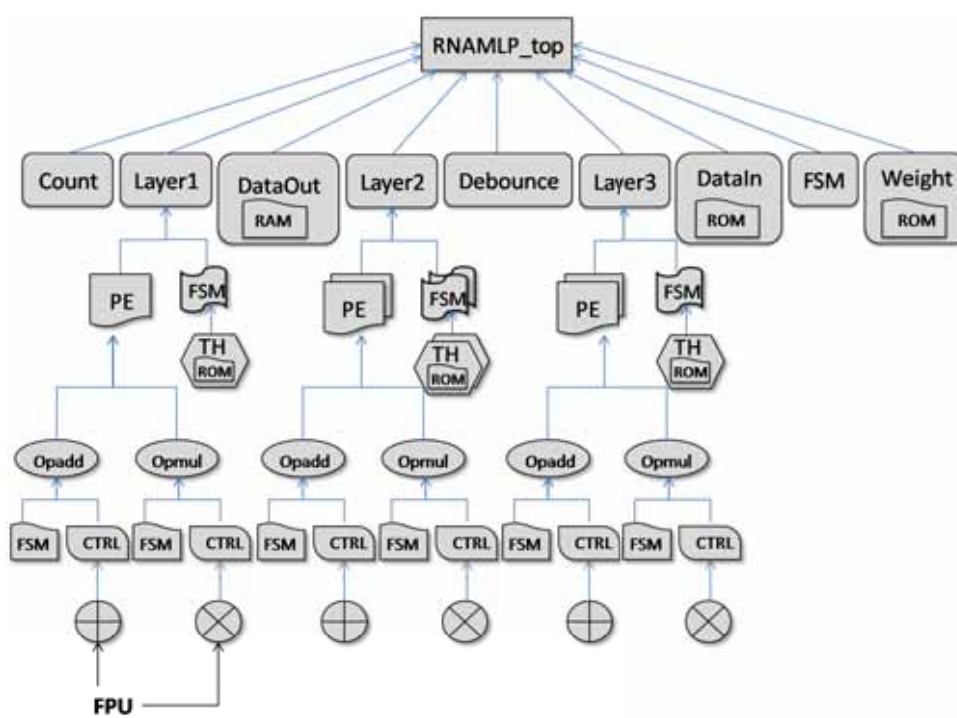 RNAMLP_top
Count Layer1 DataOut Layer2 Debounce Layer3 DataIn FSM Weight
RAM ROM ROM
PE FSM PE FSM PE FSM
TH TH TH
ROM ROM ROM
Opadd Opmul Opadd Opmul Opadd Opmul
FSM CTRL FSM CTRL FSM CTRL FSM CTRL FSM CTRL FSM CTRL
FPU